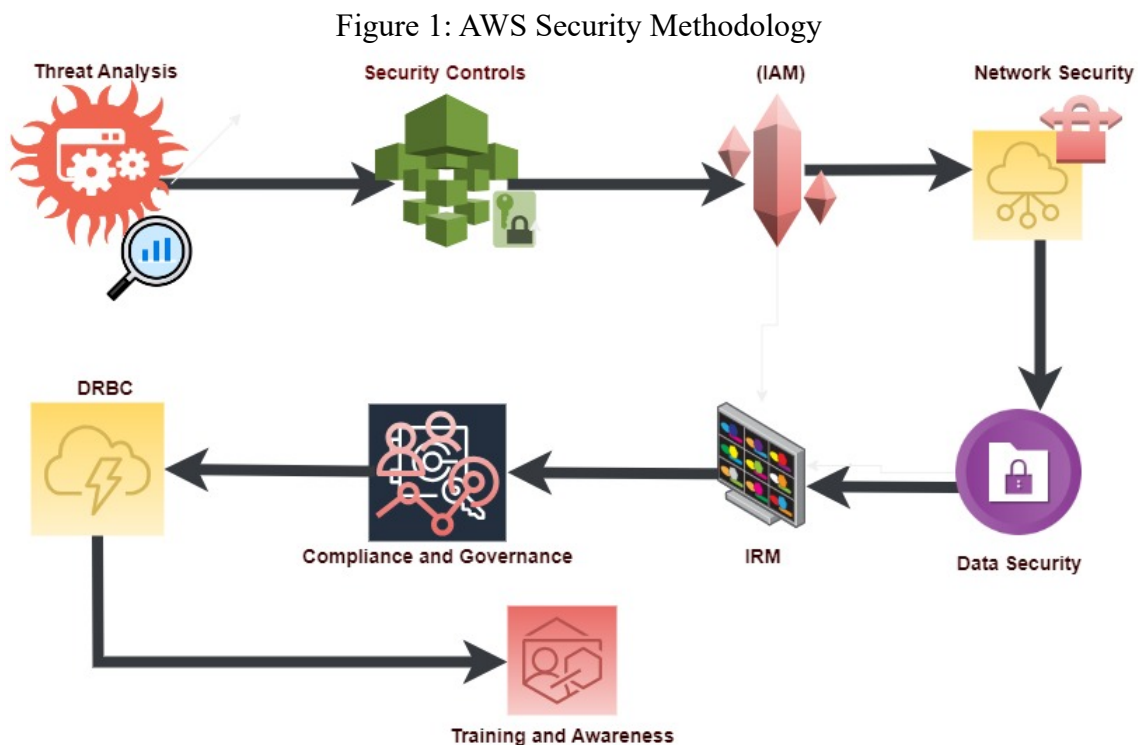 Figure 1: AWS Security Methodology
Threat Analysis
Security Controls
(IAM)
Network Security
DRBC
Compliance and Governance
IRM
Data Security
Training and Awareness